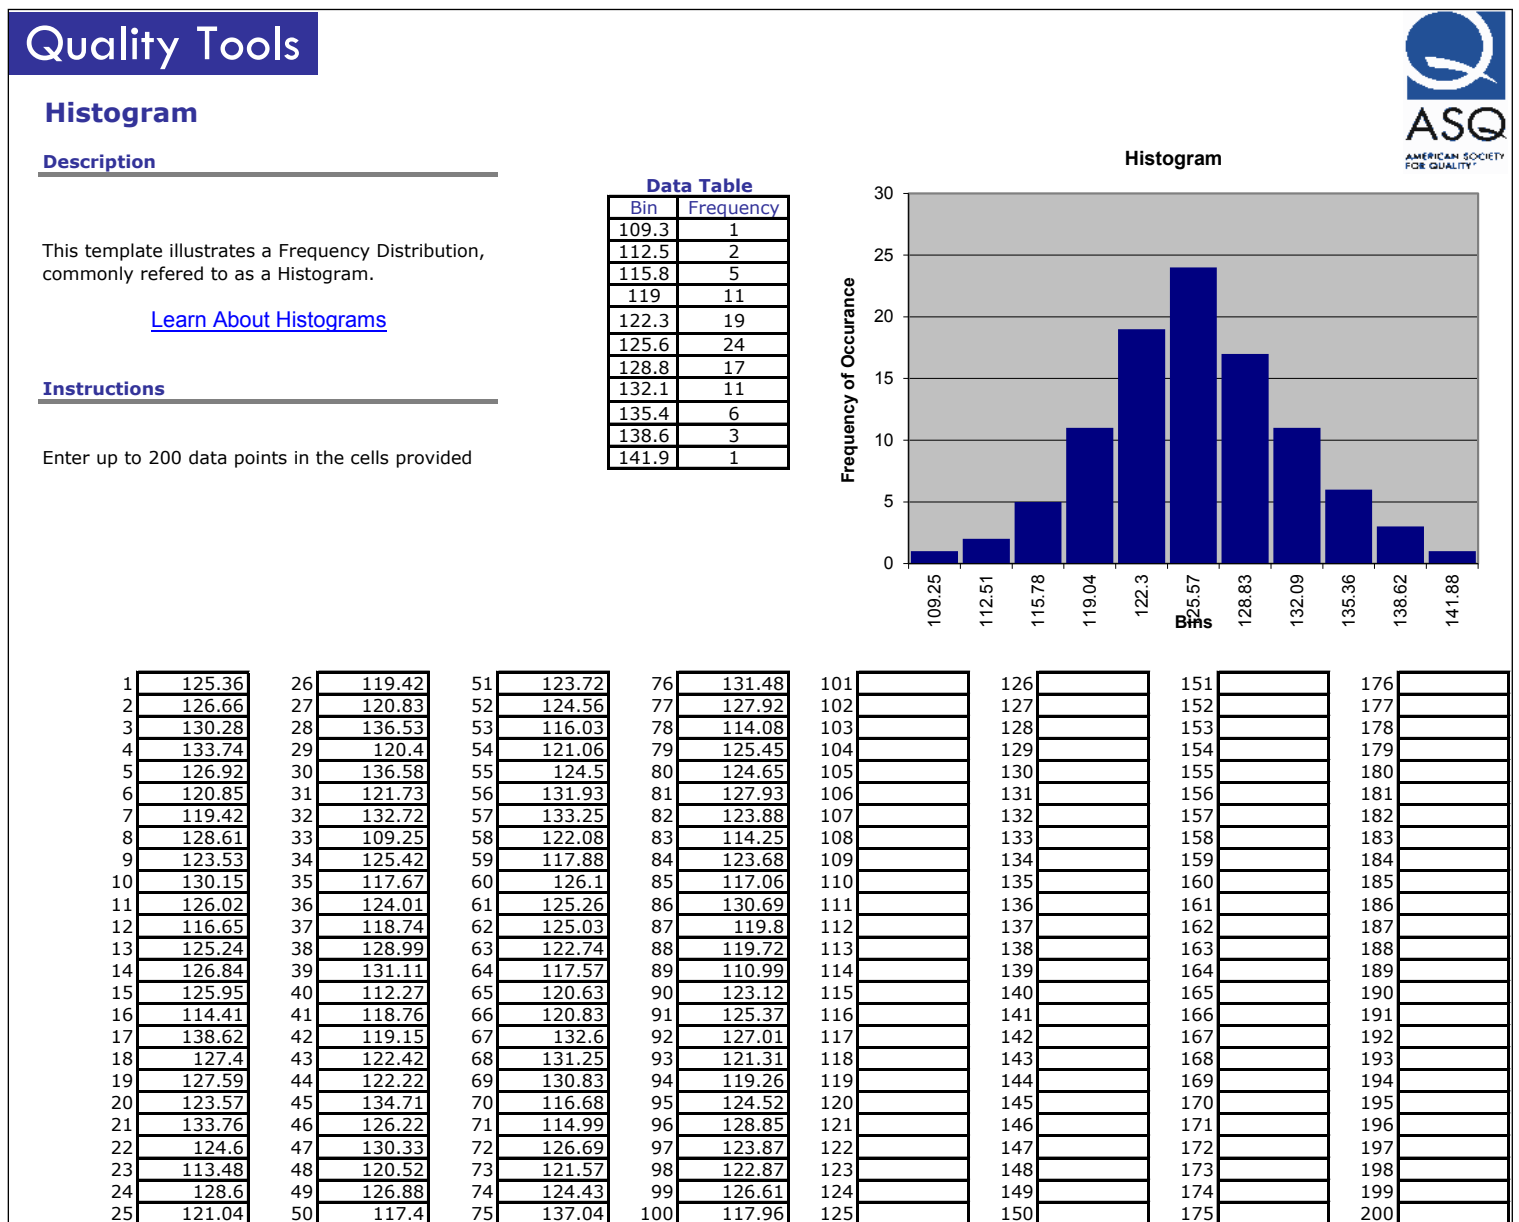 Quality Tools
ASQ
AMERICAN SOCIETY
FOR QUALITY
Histogram
Description
This template illustrates a Frequency Distribution,
commonly refered to as a Histogram.
Learn About Histograms
Instructions
Enter up to 200 data points in the cells provided
Data Table
Bin Frequency
109.3 1
112.5 2
115.8 5
119 11
122.3 19
125.6 24
128.8 17
132.1 11
135.4 6
138.6 3
141.9 1
Histogram
Frequency of Occurance
30
25
20
15
10
5
0
109.25 112.51 115.78 119.04 122.3 125.57 128.83 132.09 135.36 138.62 141.88
Bins
1 125.36 26 119.42 51 123.72 76 131.48 101 126 151 176
2 126.66 27 120.83 52 124.56 77 127.92 102 127 152 177
3 130.28 28 136.53 53 116.03 78 114.08 103 128 153 178
4 133.74 29 120.4 54 121.06 79 125.45 104 129 154 179
5 126.92 30 136.58 55 124.5 80 124.65 105 130 155 180
6 120.85 31 121.73 56 131.93 81 127.93 106 131 156 181
7 119.42 32 132.72 57 133.25 82 123.88 107 132 157 182
8 128.61 33 109.25 58 122.08 83 114.25 108 133 158 183
9 123.53 34 125.42 59 117.88 84 123.68 109 134 159 184
10 130.15 35 117.67 60 126.1 85 117.06 110 135 160 185
11 126.02 36 124.01 61 125.26 86 130.69 111 136 161 186
12 116.65 37 118.74 62 125.03 87 119.8 112 137 162 187
13 125.24 38 128.99 63 122.74 88 119.72 113 138 163 188
14 126.84 39 131.11 64 117.57 89 110.99 114 139 164 189
15 125.95 40 112.27 65 120.63 90 123.12 115 140 165 190
16 114.41 41 118.76 66 120.83 91 125.37 116 141 166 191
17 138.62 42 119.15 67 132.6 92 127.01 117 142 167 192
18 127.4 43 122.42 68 131.25 93 121.31 118 143 168 193
19 127.59 44 122.22 69 130.83 94 119.26 119 144 169 194
20 123.57 45 134.71 70 116.68 95 124.52 120 145 170 195
21 133.76 46 126.22 71 114.99 96 128.85 121 146 171 196
22 124.6 47 130.33 72 126.69 97 123.87 122 147 172 197
23 113.48 48 120.52 73 121.57 98 122.87 123 148 173 198
24 128.6 49 126.88 74 124.43 99 126.61 124 149 174 199
25 121.04 50 117.4 75 137.04 100 117.96 125 150 175 200